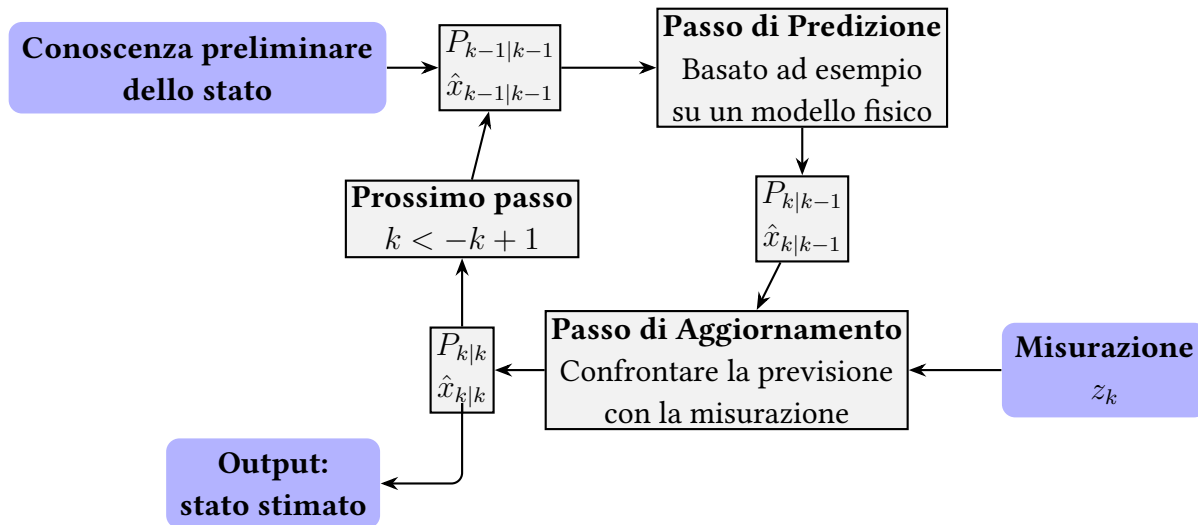 Conoscenza preliminare
dello stato
P_{k−1|k−1}
x̂_{k−1|k−1}
Passo di Predizione
Basato ad esempio
su un modello fisico
P_{k|k−1}
x̂_{k|k−1}
Prossimo passo
k < −k + 1
Passo di Aggiornamento
Confrontare la previsione
con la misurazione
Misurazione
z_k
P_{k|k}
x̂_{k|k}
Output:
stato stimato